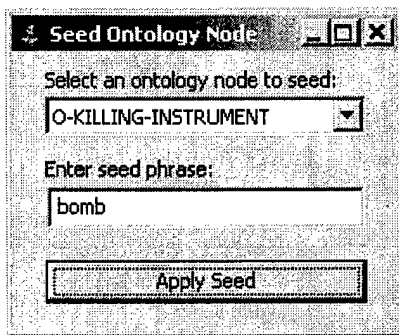 Seed Ontology Node
Select an ontology node to seed:
O-KILLING-INSTRUMENT
Enter seed phrase:
bomb
Apply Seed